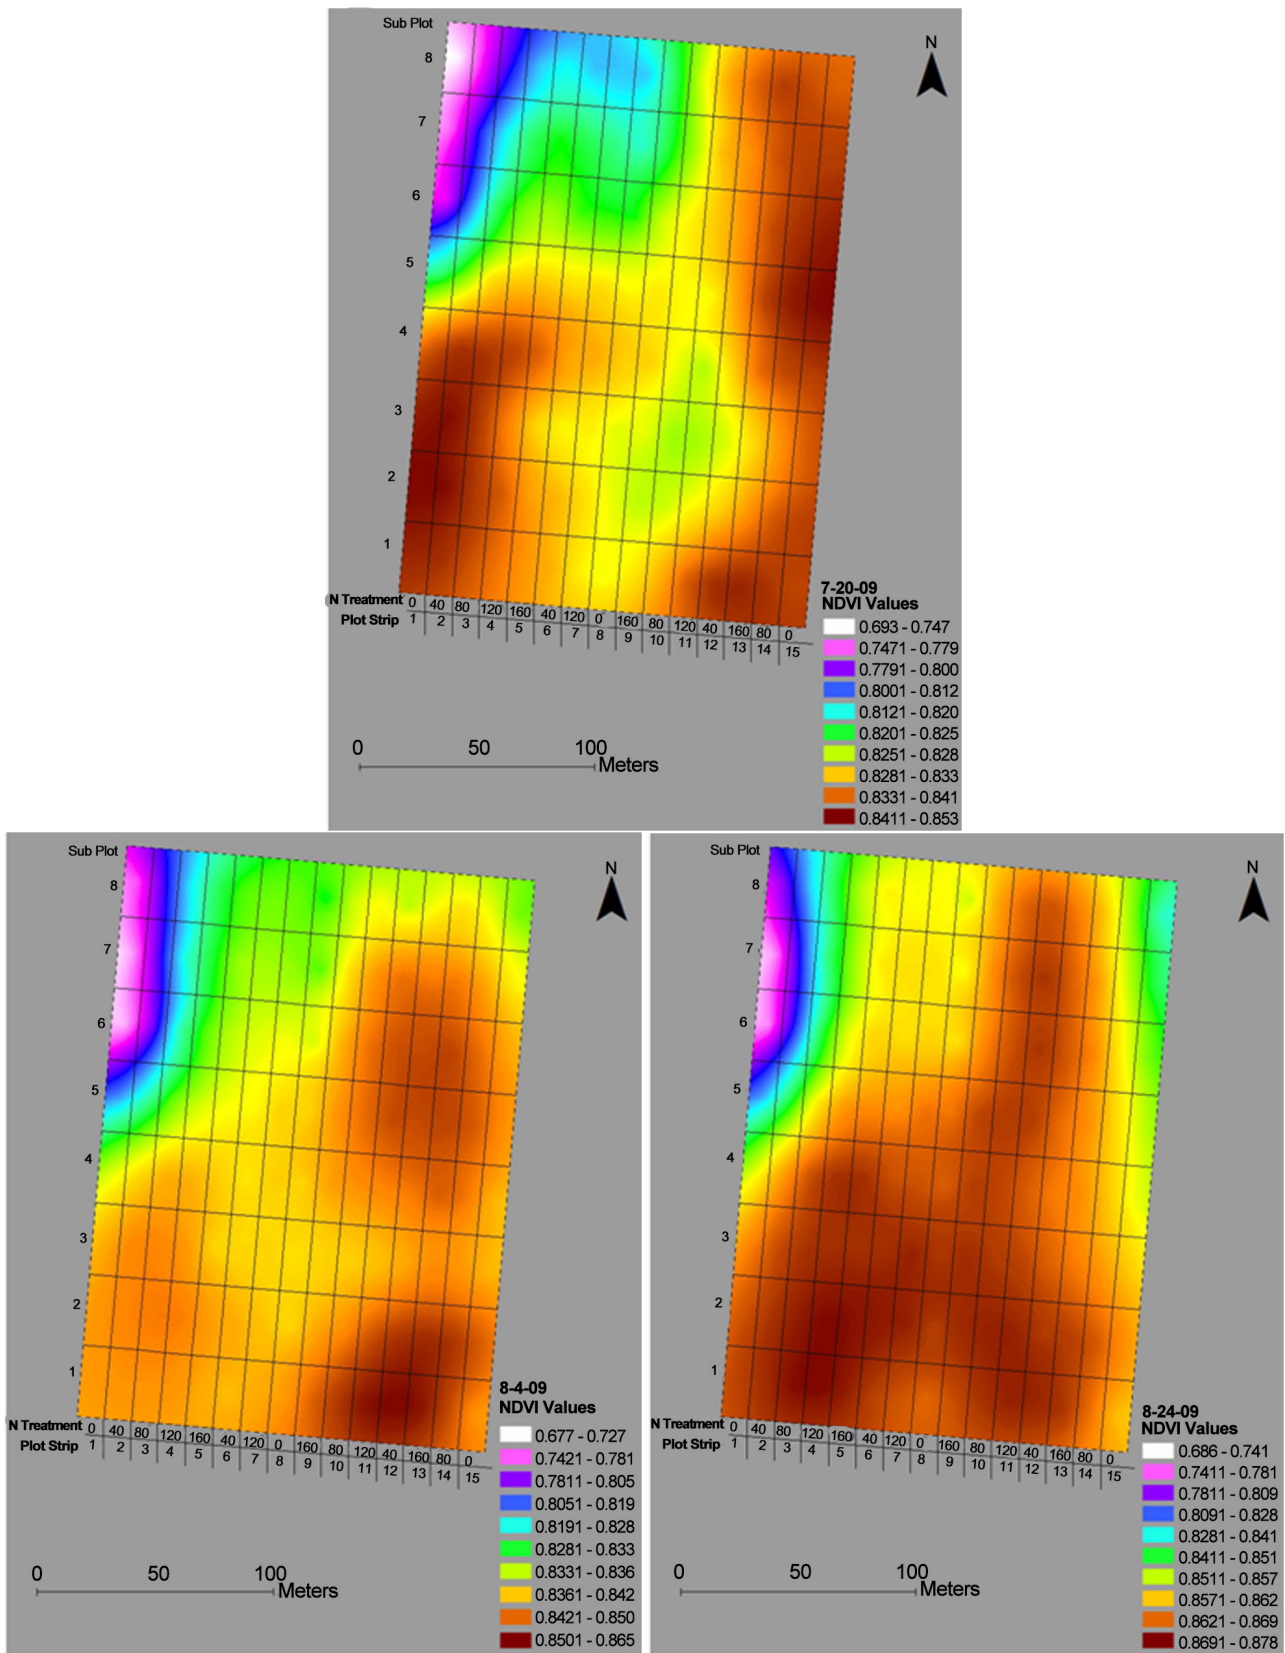 Sub Plot
N
8
7
6
5
4
3
2
1
N Treatment 0 40 80 120 160 40 120 0 160 80 120 40 160 80 0
Plot Strip 1 2 3 4 5 6 7 8 9 10 11 12 13 14 15
7-20-09
NDVI Values
0.693 - 0.747
0.7471 - 0.779
0.7791 - 0.800
0.8001 - 0.812
0.8121 - 0.820
0.8201 - 0.825
0.8251 - 0.828
0.8281 - 0.833
0.8331 - 0.841
0.8411 - 0.853
0 50 100
Meters
Sub Plot
N
8
7
6
5
4
3
2
1
N Treatment 0 40 80 120 160 40 120 0 160 80 120 40 160 80 0
Plot Strip 1 2 3 4 5 6 7 8 9 10 11 12 13 14 15
8-4-09
NDVI Values
0.677 - 0.727
0.7421 - 0.781
0.7811 - 0.805
0.8051 - 0.819
0.8191 - 0.828
0.8281 - 0.833
0.8331 - 0.836
0.8361 - 0.842
0.8421 - 0.850
0.8501 - 0.865
0 50 100
Meters
Sub Plot
N
8
7
6
5
4
3
2
1
N Treatment 0 40 80 120 160 40 120 0 160 80 120 40 160 80 0
Plot Strip 1 2 3 4 5 6 7 8 9 10 11 12 13 14 15
8-24-09
NDVI Values
0.686 - 0.741
0.7411 - 0.781
0.7811 - 0.809
0.8091 - 0.828
0.8281 - 0.841
0.8411 - 0.851
0.8511 - 0.857
0.8571 - 0.862
0.8621 - 0.869
0.8691 - 0.878
0 50 100
Meters